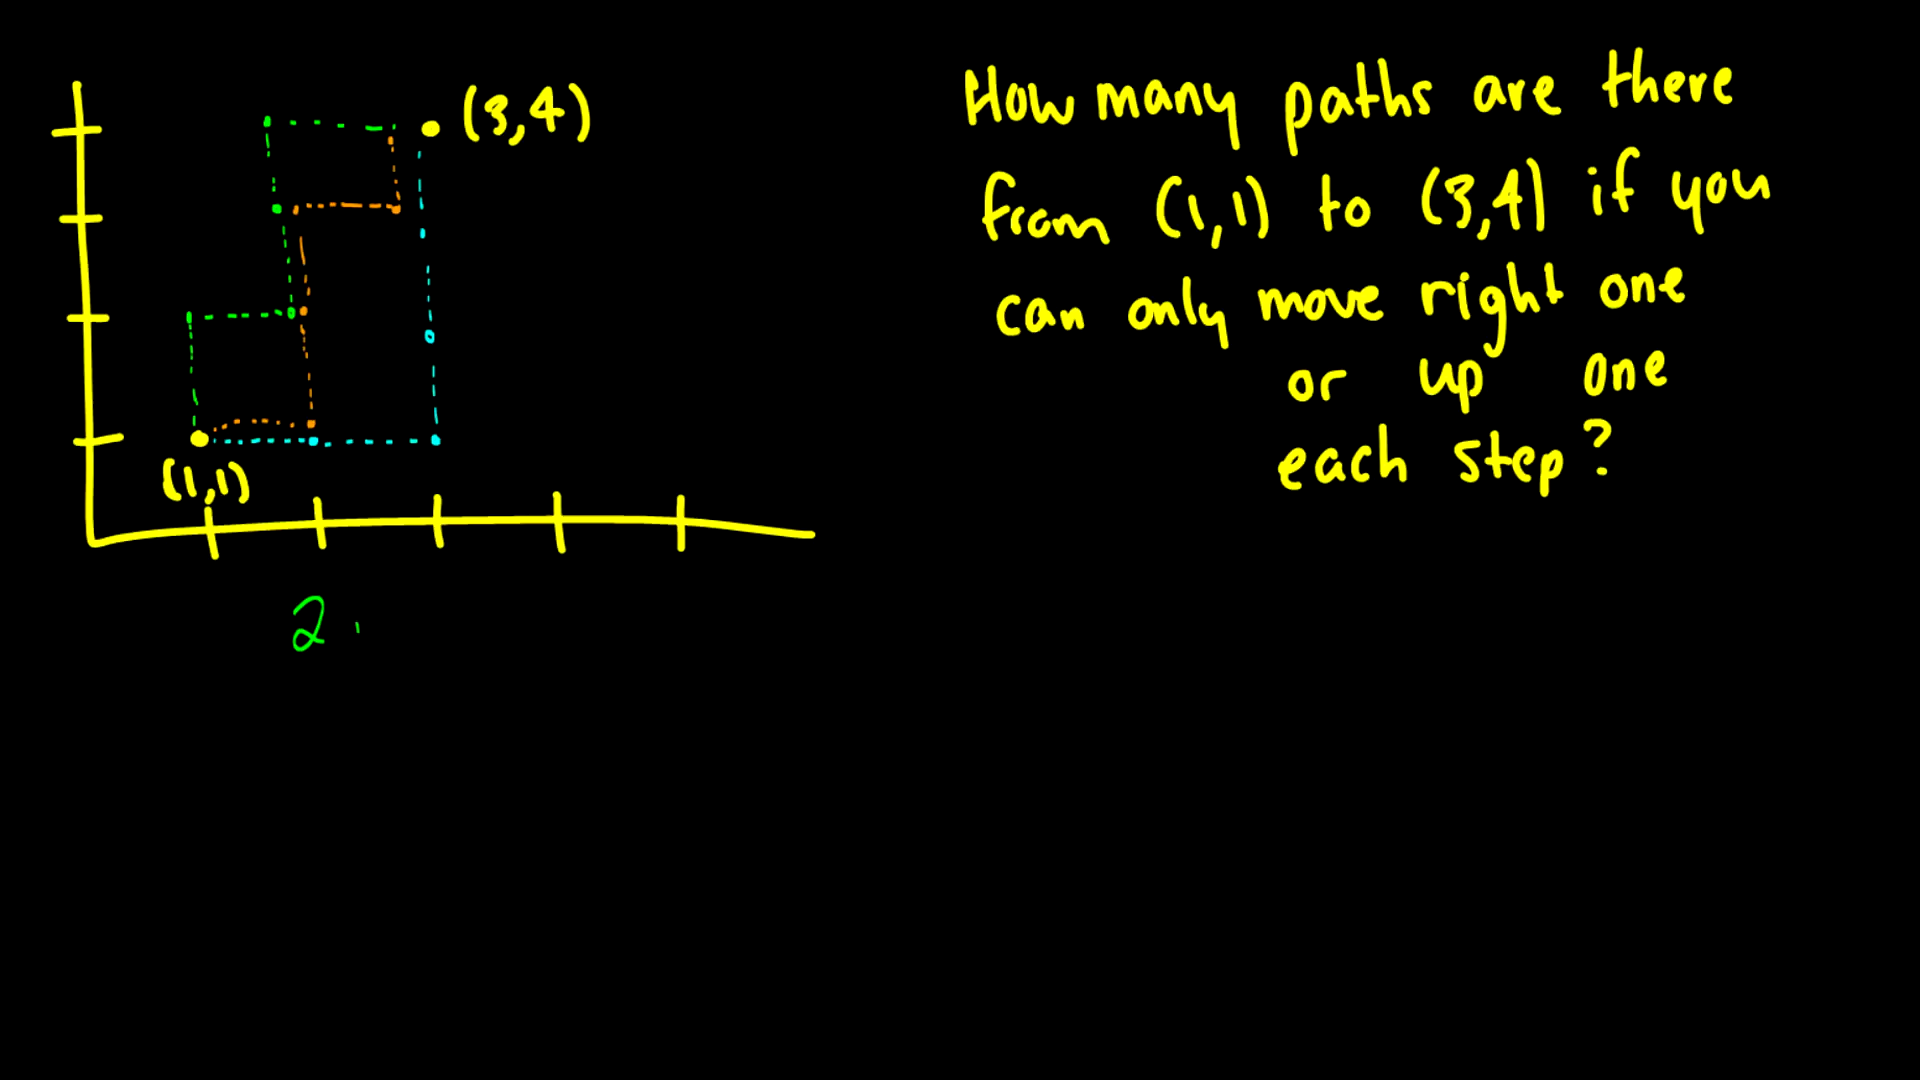 (3,4)
(1,1)
2
How many paths are there
from (1,1) to (3,4) if you
can only move right one
or up one
each step?